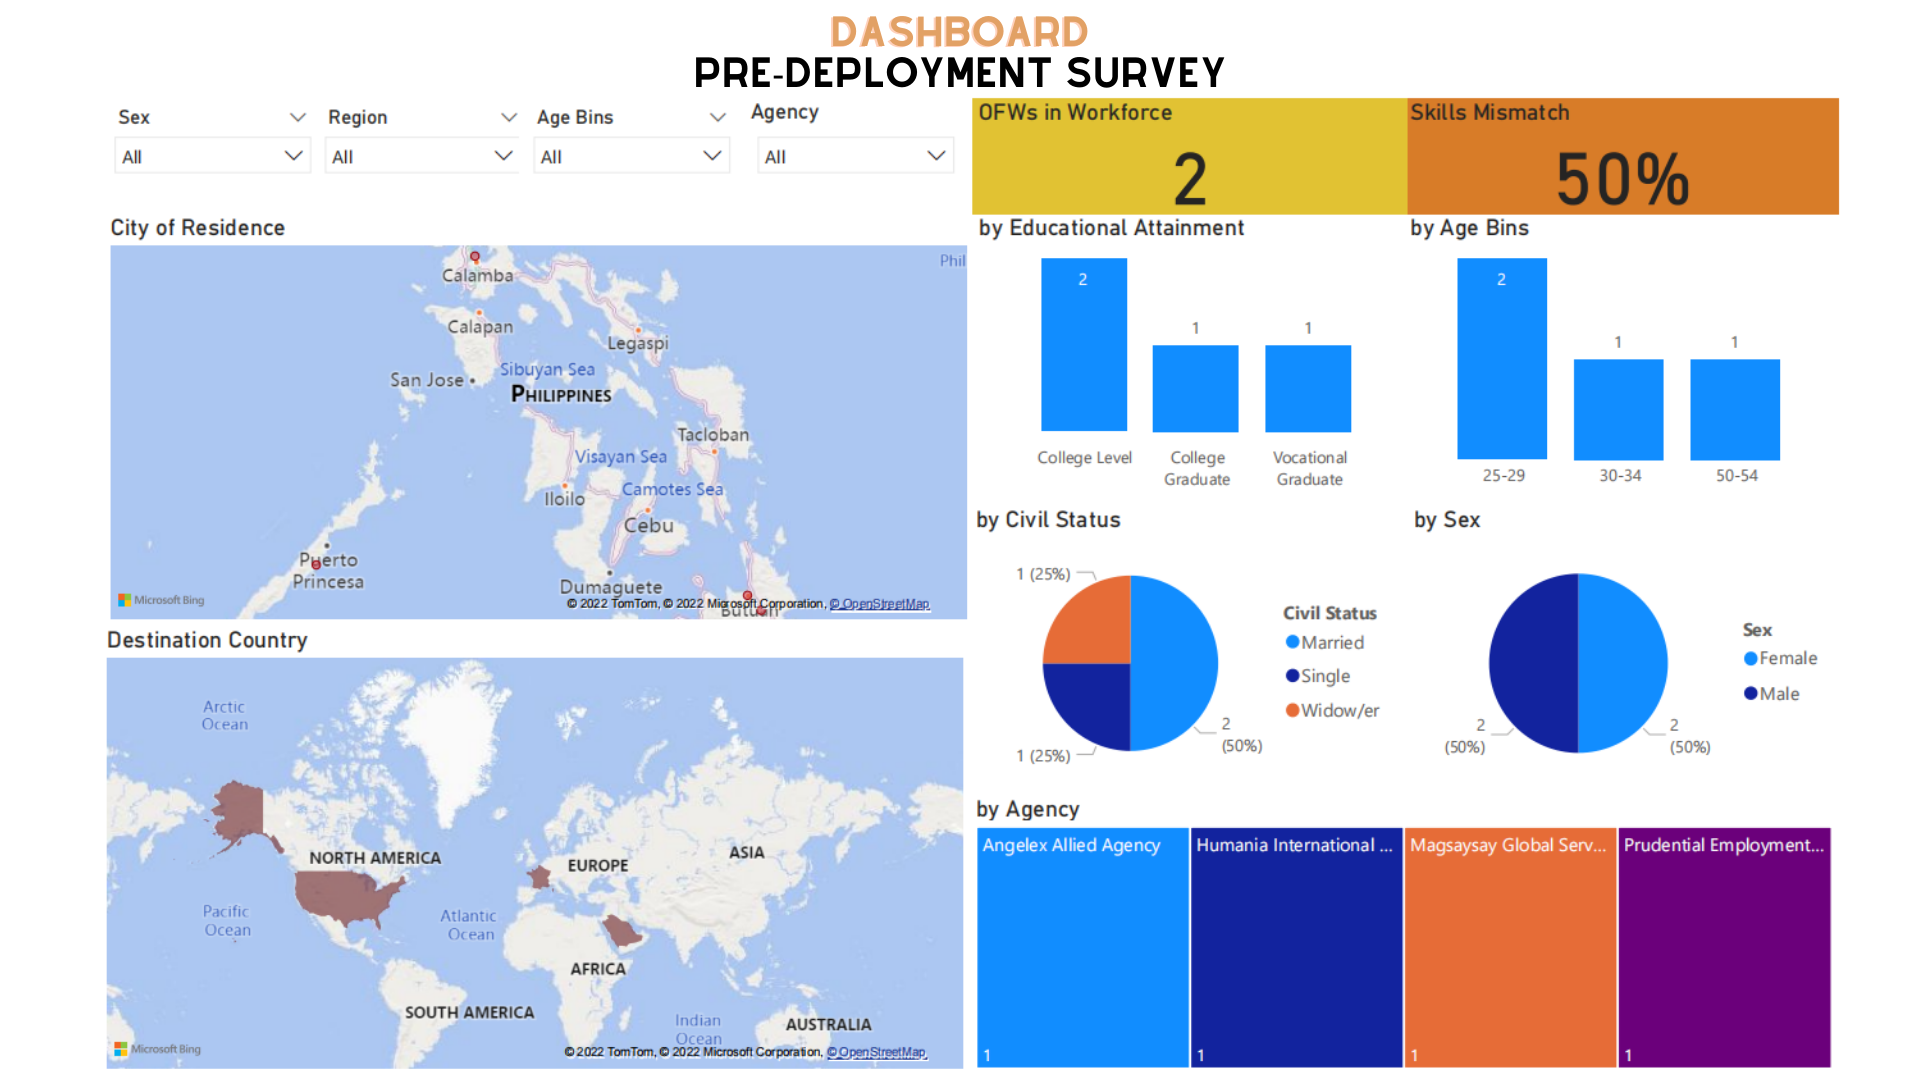 DASHBOARD
PRE-DEPLOYMENT SURVEY
Sex
All
Region
All
Age Bins
All
Agency
All
OFWs in Workforce
2
Skills Mismatch
50%
City of Residence
Phil
Calamba
Calapan
Legaspi
Sibuyan Sea
San Jose
PHILIPPINES
Tacloban
Visayan Sea
Iloilo
Camotes Sea
Cebu
Puerto
Princesa
Dumaguete
Butuan
Microsoft Bing
© 2022 TomTom, © 2022 Microsoft Corporation, © OpenStreetMap
by Educational Attainment
2
1
1
College Level
College
Graduate
Vocational
Graduate
by Age Bins
2
1
1
25-29
30-34
50-54
by Civil Status
1 (25%)
1 (25%)
2
(50%)
Civil Status
Married
Single
Widow/er
by Sex
2
(50%)
2
(50%)
Sex
Female
Male
Destination Country
Arctic
Ocean
NORTH AMERICA
EUROPE
ASIA
Pacific
Ocean
Atlantic
Ocean
AFRICA
SOUTH AMERICA
Indian
Ocean
AUSTRALIA
Microsoft Bing
© 2022 TomTom, © 2022 Microsoft Corporation, © OpenStreetMap
by Agency
Angelex Allied Agency
1
Humania International ...
1
Magsaysay Global Serv...
1
Prudential Employment...
1